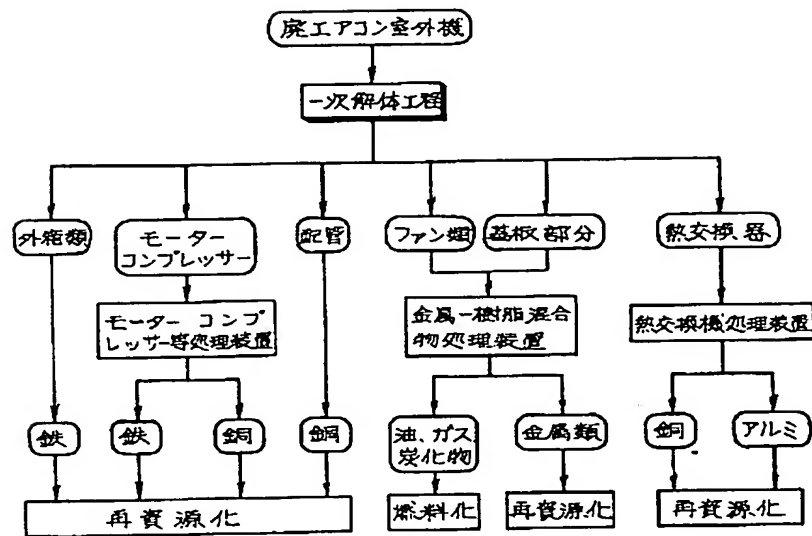 廃エアコン室外機
一次解体工程
外箱類
モーター
コンプレッサー
配管
ファン類
基板部分
熱交換器
モーター コンプ
レッサー等処理装置
金属－樹脂混合
物処理装置
熱交換機処理装置
鉄
鉄
銅
銅
油、ガス
炭化物
金属類
銅
アルミ
再資源化
燃料化
再資源化
再資源化